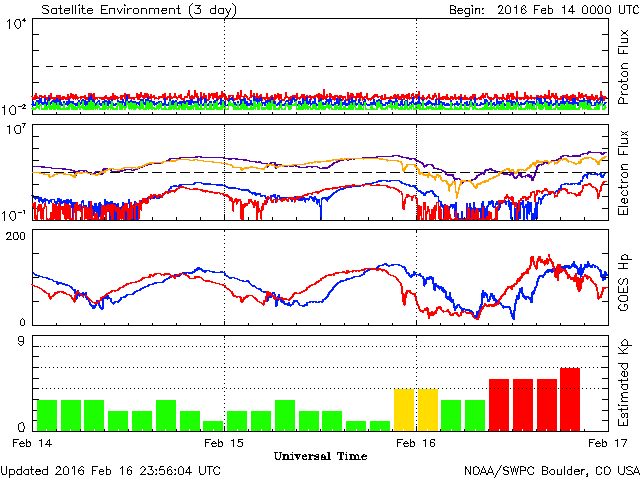 Satellite Environment (3 day)
Begin: 2016 Feb 14 0000 UTC
10⁴
10⁻²
Proton Flux
10⁷
10⁻¹
Electron Flux
200
0
GOES Hp
9
0
Estimated Kp
Feb 14 Feb 15 Feb 16 Feb 17
Universal Time
Updated 2016 Feb 16 23:56:04 UTC
NOAA/SWPC Boulder, CO USA